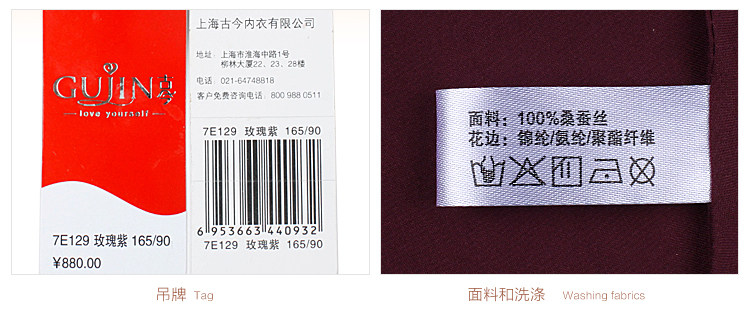 GUJIN 古今
love yourself
7E129 玫瑰紫 165/90
¥880.00
上海古今内衣有限公司
地址: 上海市淮海中路1号
柳林大厦22、23、28楼
电话: 021-64748818
客户免费咨询电话: 800 988 0511
7E129 玫瑰紫 165/90
6 953663 440932
7E129 玫瑰紫 165/90
吊牌 Tag
面料: 100%桑蚕丝
花边: 锦纶/氨纶/聚酯纤维
面料和洗涤 Washing fabrics